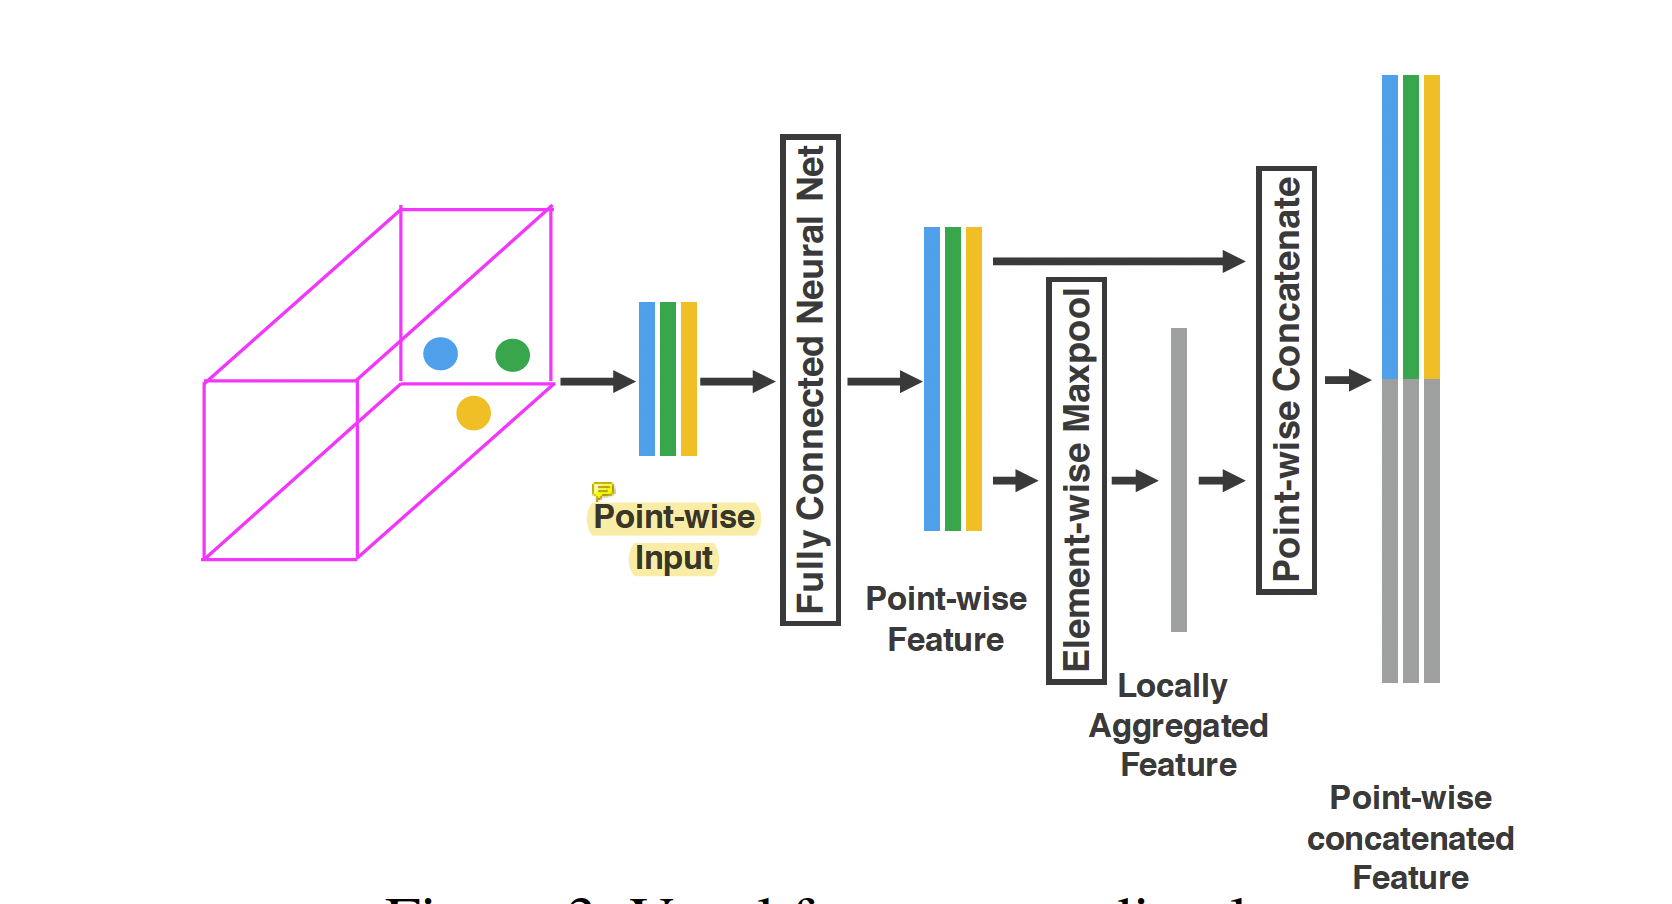 Point-wise
Input
Fully Connected Neural Net
Point-wise
Feature
Element-wise Maxpool
Locally
Aggregated
Feature
Point-wise Concatenate
Point-wise
concatenated
Feature